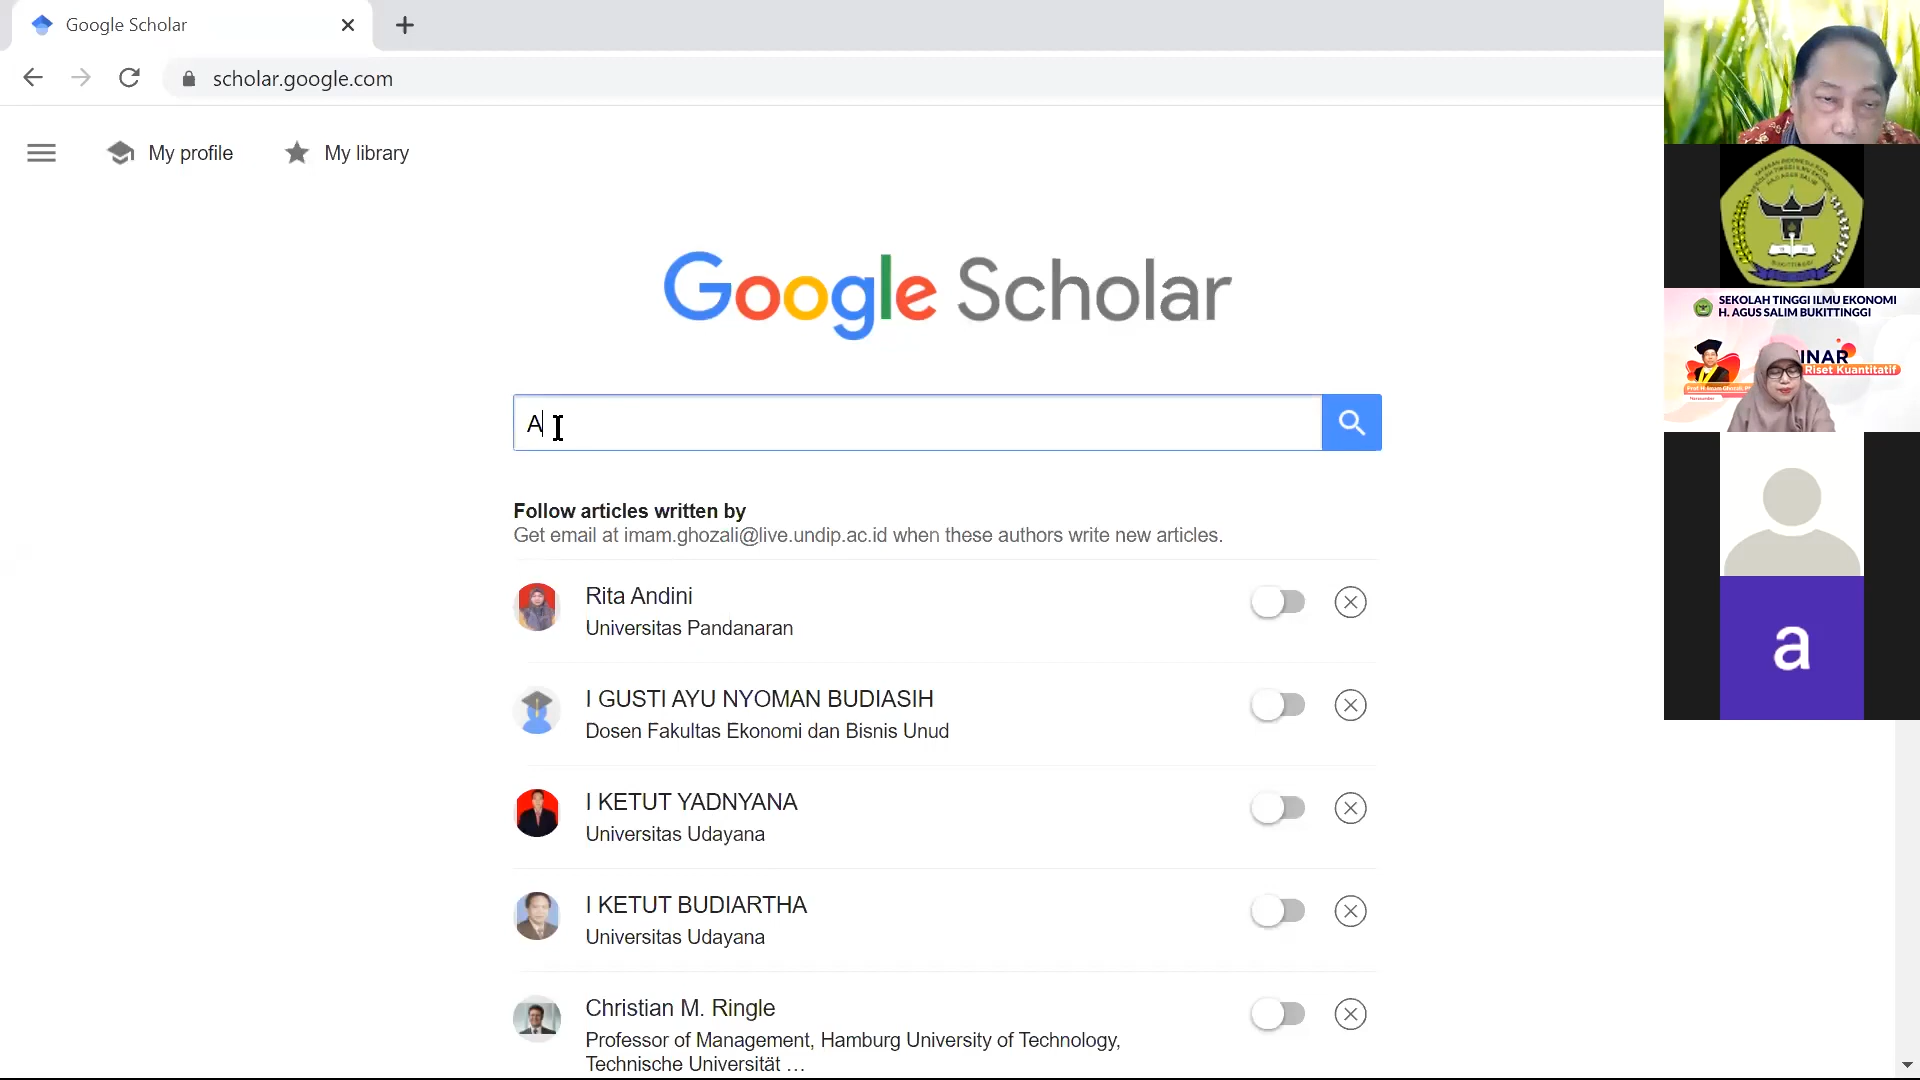 Google Scholar
scholar.google.com
My profile
My library
Google Scholar
A
Follow articles written by
Get email at imam.ghozali@live.undip.ac.id when these authors write new articles.
Rita Andini
Universitas Pandanaran
I GUSTI AYU NYOMAN BUDIASIH
Dosen Fakultas Ekonomi dan Bisnis Unud
I KETUT YADNYANA
Universitas Udayana
I KETUT BUDIARTHA
Universitas Udayana
Christian M. Ringle
Professor of Management, Hamburg University of Technology,
Technische Universität …
SEKOLAH TINGGI ILMU EKONOMI
H. AGUS SALIM BUKITTINGGI
INAR
Riset Kuantitatif
a